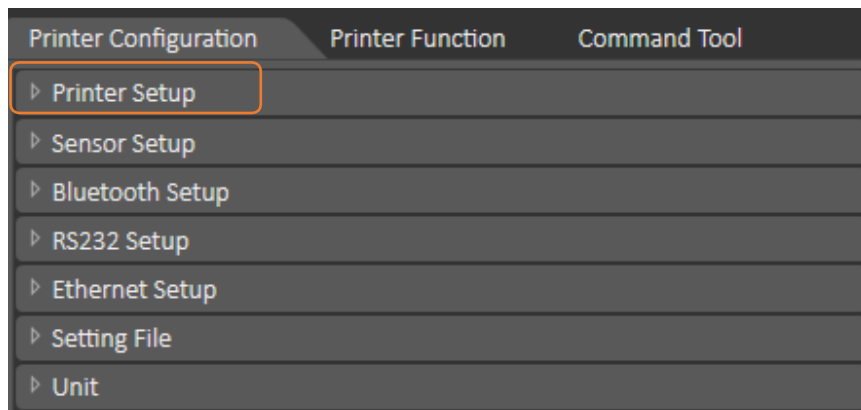 Printer Configuration Printer Function Command Tool
Printer Setup
Sensor Setup
Bluetooth Setup
RS232 Setup
Ethernet Setup
Setting File
Unit